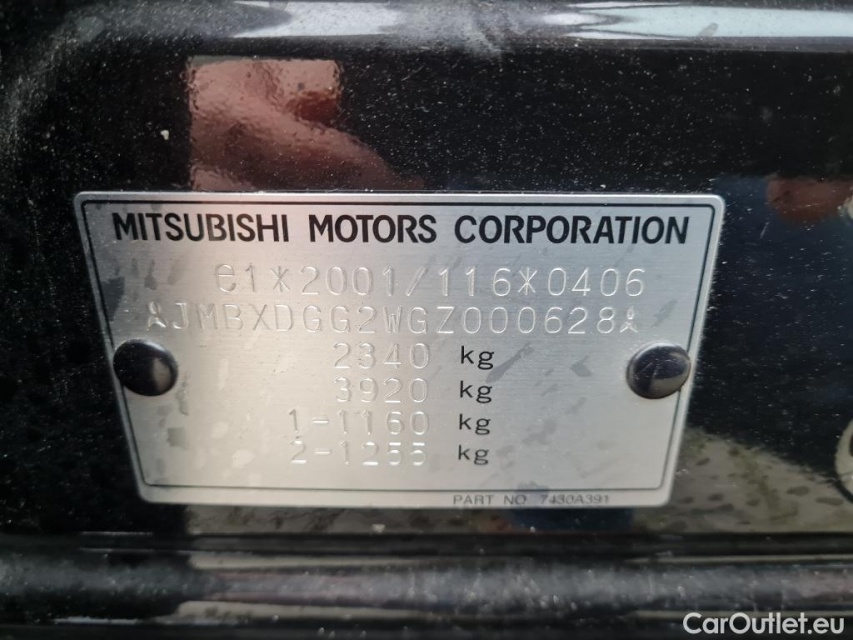 MITSUBISHI MOTORS CORPORATION
e1*2001/116*0406
JMBXDGG2WGZ000628
2340 kg
3920 kg
1-1160 kg
2-1255 kg
PART NO. 7430A391
CarOutlet.eu